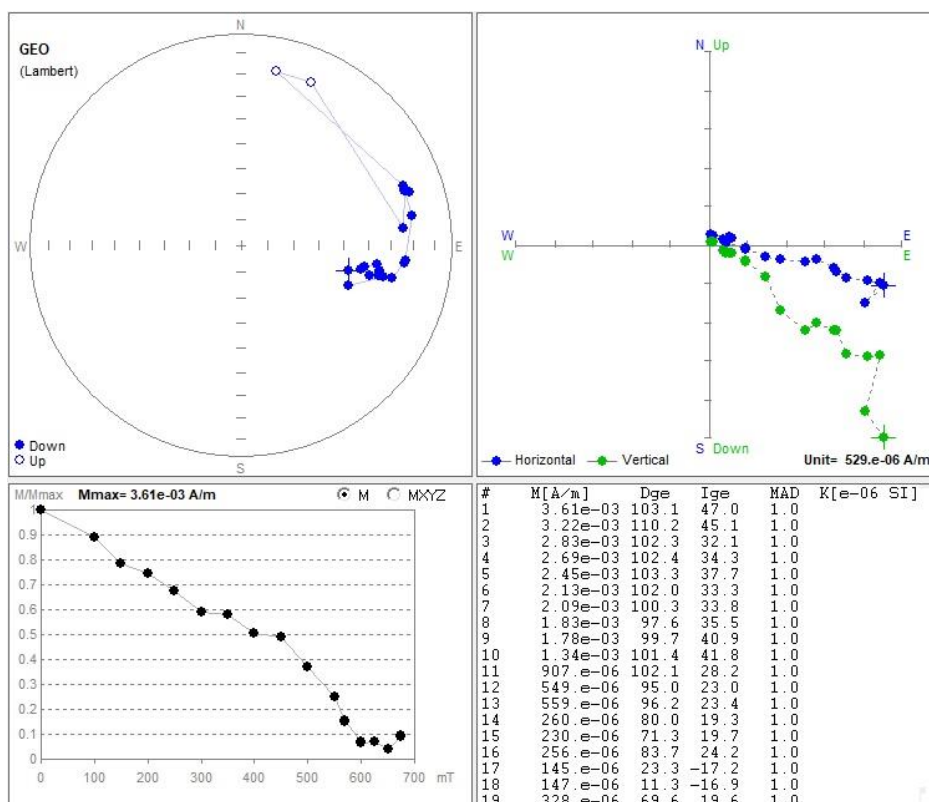 N
GEO
(Lambert)
W
E
S
Down
Up
N Up
W
E
W
E
S Down
Horizontal
Vertical
Unit= 529.e-06 A/m
M/Mmax
Mmax= 3.61e-03 A/m
M
MXYZ
1
0.9
0.8
0.7
0.6
0.5
0.4
0.3
0.2
0.1
0
0 100 200 300 400 500 600 700
mT
# M[A/m] Dge Ige MAD K[e-06 SI]
1 3.61e-03 103.1 47.0 1.0
2 3.22e-03 110.2 45.1 1.0
3 2.83e-03 102.3 32.1 1.0
4 2.69e-03 102.4 34.3 1.0
5 2.45e-03 103.3 37.7 1.0
6 2.13e-03 102.0 33.3 1.0
7 2.09e-03 100.3 33.8 1.0
8 1.83e-03 97.6 35.5 1.0
9 1.78e-03 99.7 40.9 1.0
10 1.34e-03 101.4 41.8 1.0
11 907.e-06 102.1 28.2 1.0
12 549.e-06 95.0 23.0 1.0
13 559.e-06 96.2 23.4 1.0
14 260.e-06 80.0 19.3 1.0
15 230.e-06 71.3 19.7 1.0
16 256.e-06 83.7 24.2 1.0
17 145.e-06 23.3 -17.2 1.0
18 147.e-06 11.3 -16.9 1.0
19 328.e-06 69.6 19.6 1.0